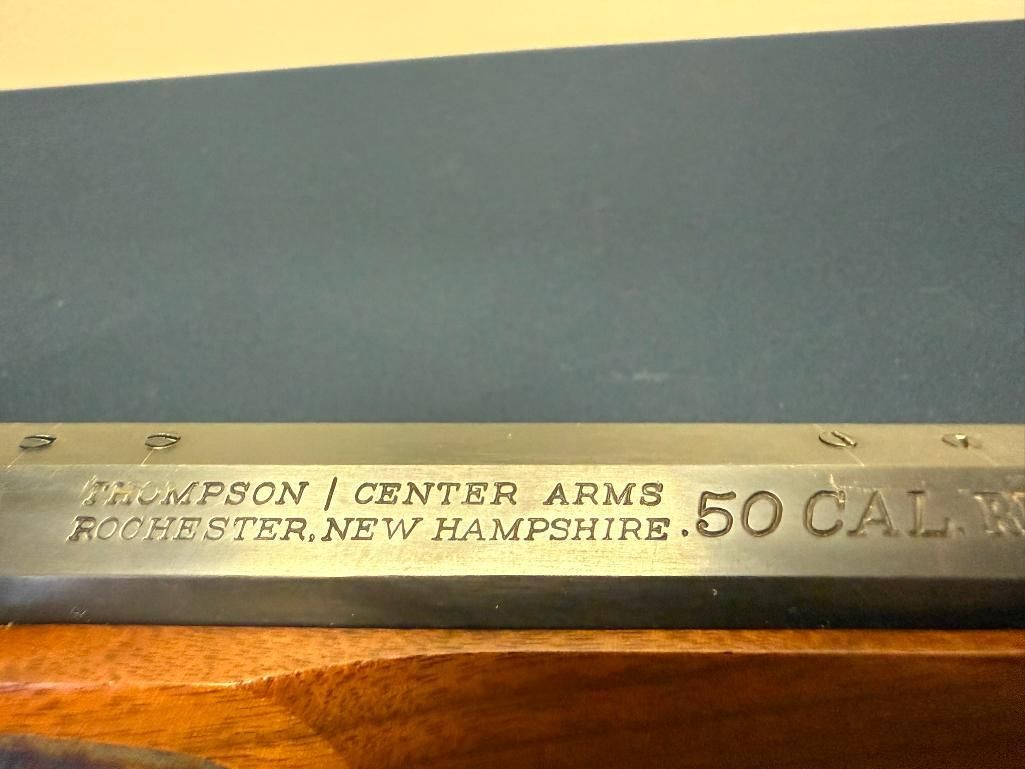 THOMPSON / CENTER ARMS
ROCHESTER, NEW HAMPSHIRE. .50 CAL.